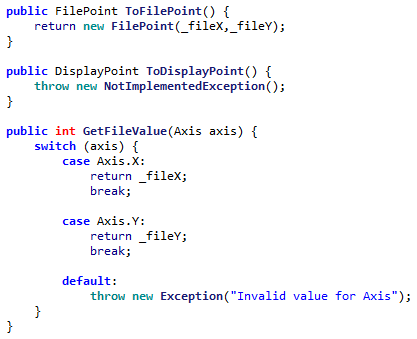 public FilePoint ToFilePoint() {
return new FilePoint(_fileX,_fileY);
}
public DisplayPoint ToDisplayPoint() {
throw new NotImplementedException();
}
public int GetFileValue(Axis axis) {
switch (axis) {
case Axis.X:
return _fileX;
break;
case Axis.Y:
return _fileY;
break;
default:
throw new Exception("Invalid value for Axis");
}
}